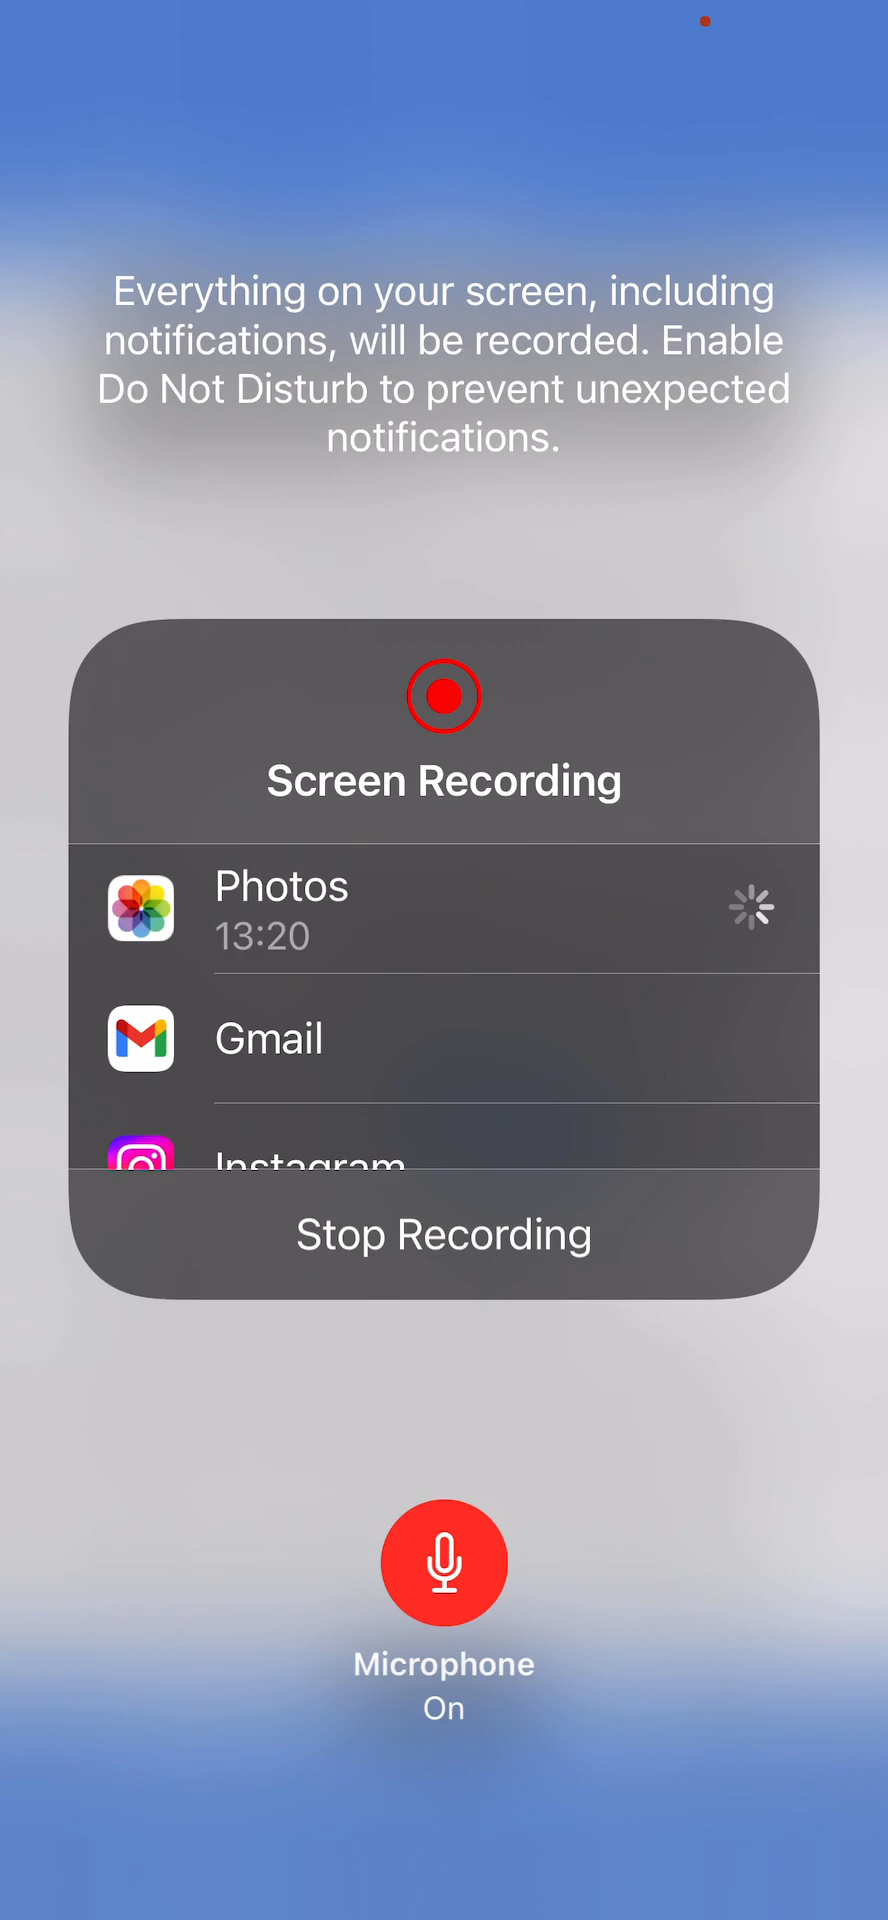 Everything on your screen, including
notifications, will be recorded. Enable
Do Not Disturb to prevent unexpected
notifications.
Screen Recording
Photos
13:20
Gmail
Instagram
Stop Recording
Microphone
On